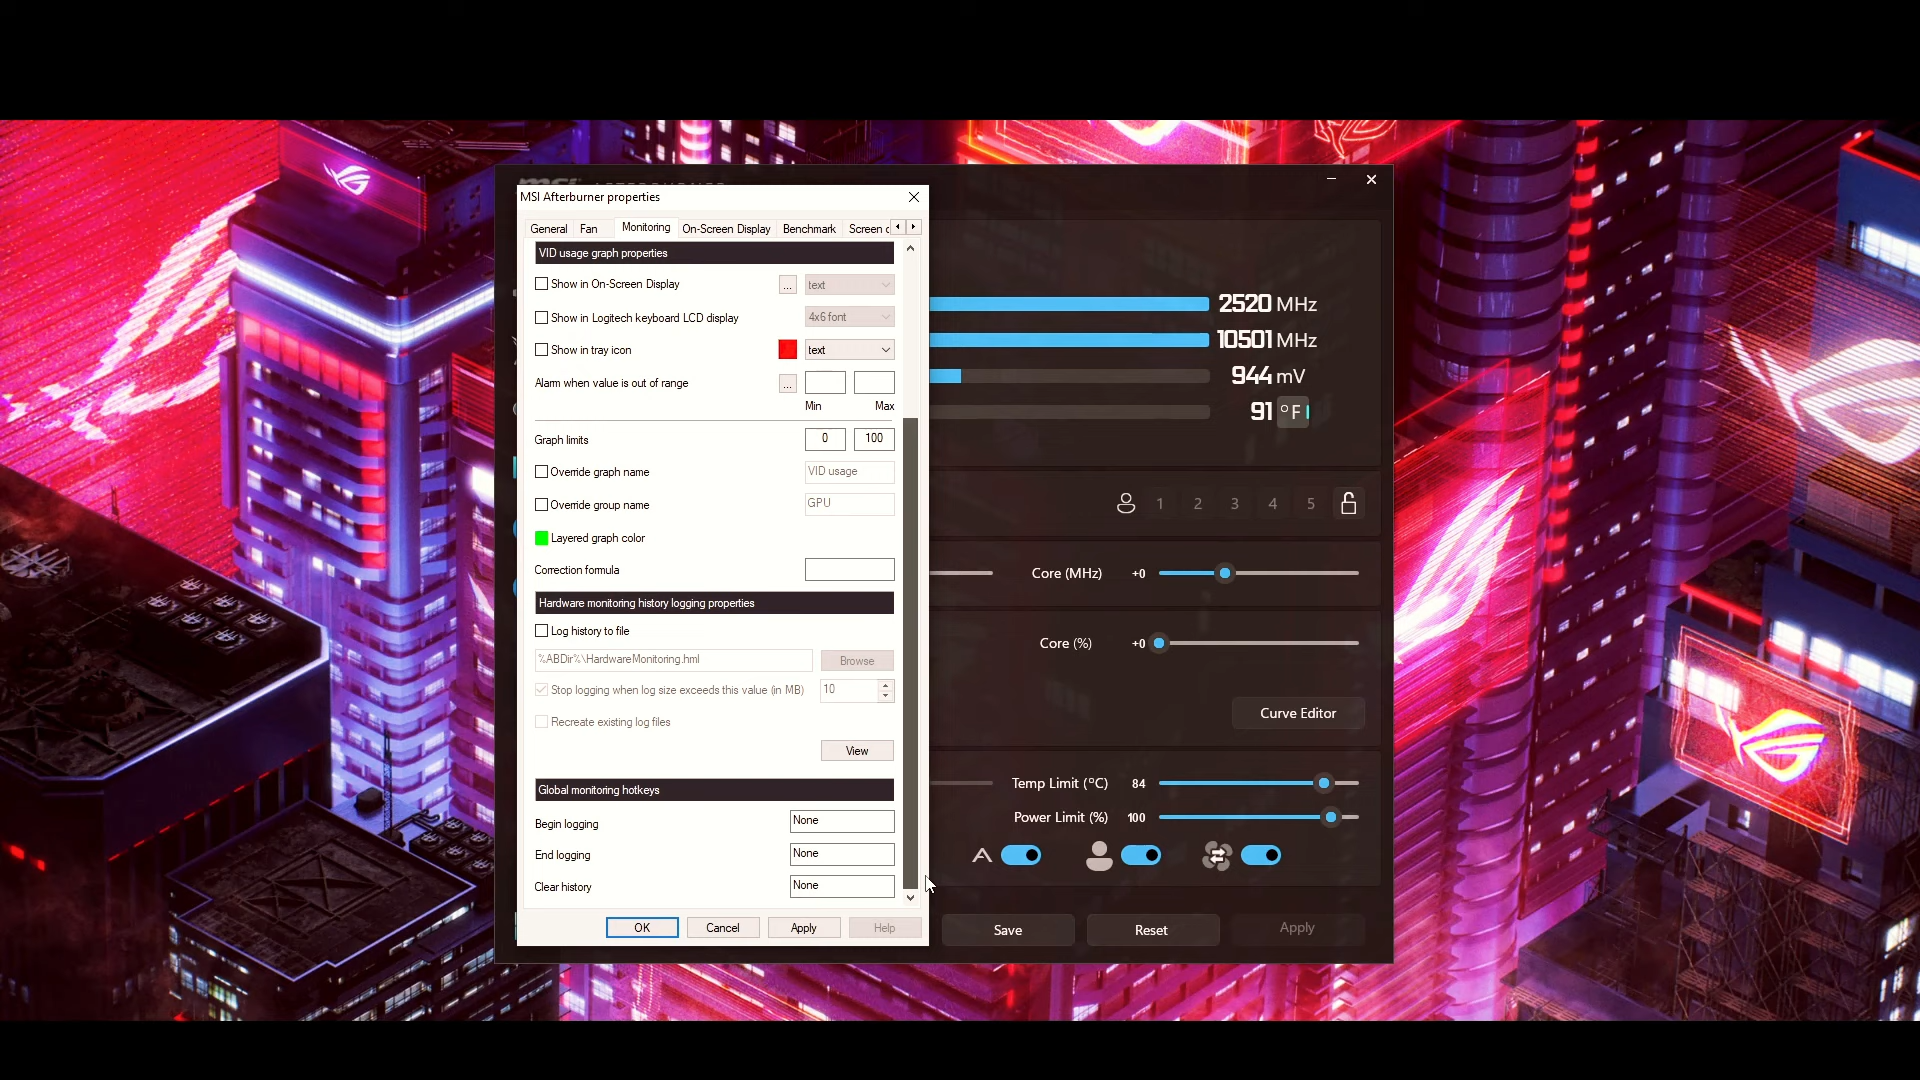 MSI Afterburner properties
General Fan Monitoring On-Screen Display Benchmark Screen c
VID usage graph properties
Show in On-Screen Display ... text
Show in Logitech keyboard LCD display 4x6 font
Show in tray icon text
Alarm when value is out of range ...
Min Max
Graph limits 0 100
Override graph name VID usage
Override group name GPU
Layered graph color
Correction formula
Hardware monitoring history logging properties
Log history to file
%ABDir%\HardwareMonitoring.hml Browse
Stop logging when log size exceeds this value (in MB) 10
Recreate existing log files
View
Global monitoring hotkeys
Begin logging None
End logging None
Clear history None
OK Cancel Apply Help
2520 MHz
10501 MHz
944 mV
91 °F
1 2 3 4 5
Core (MHz) +0
Core (%) +0
Curve Editor
Temp Limit (°C) 84
Power Limit (%) 100
Save Reset Apply